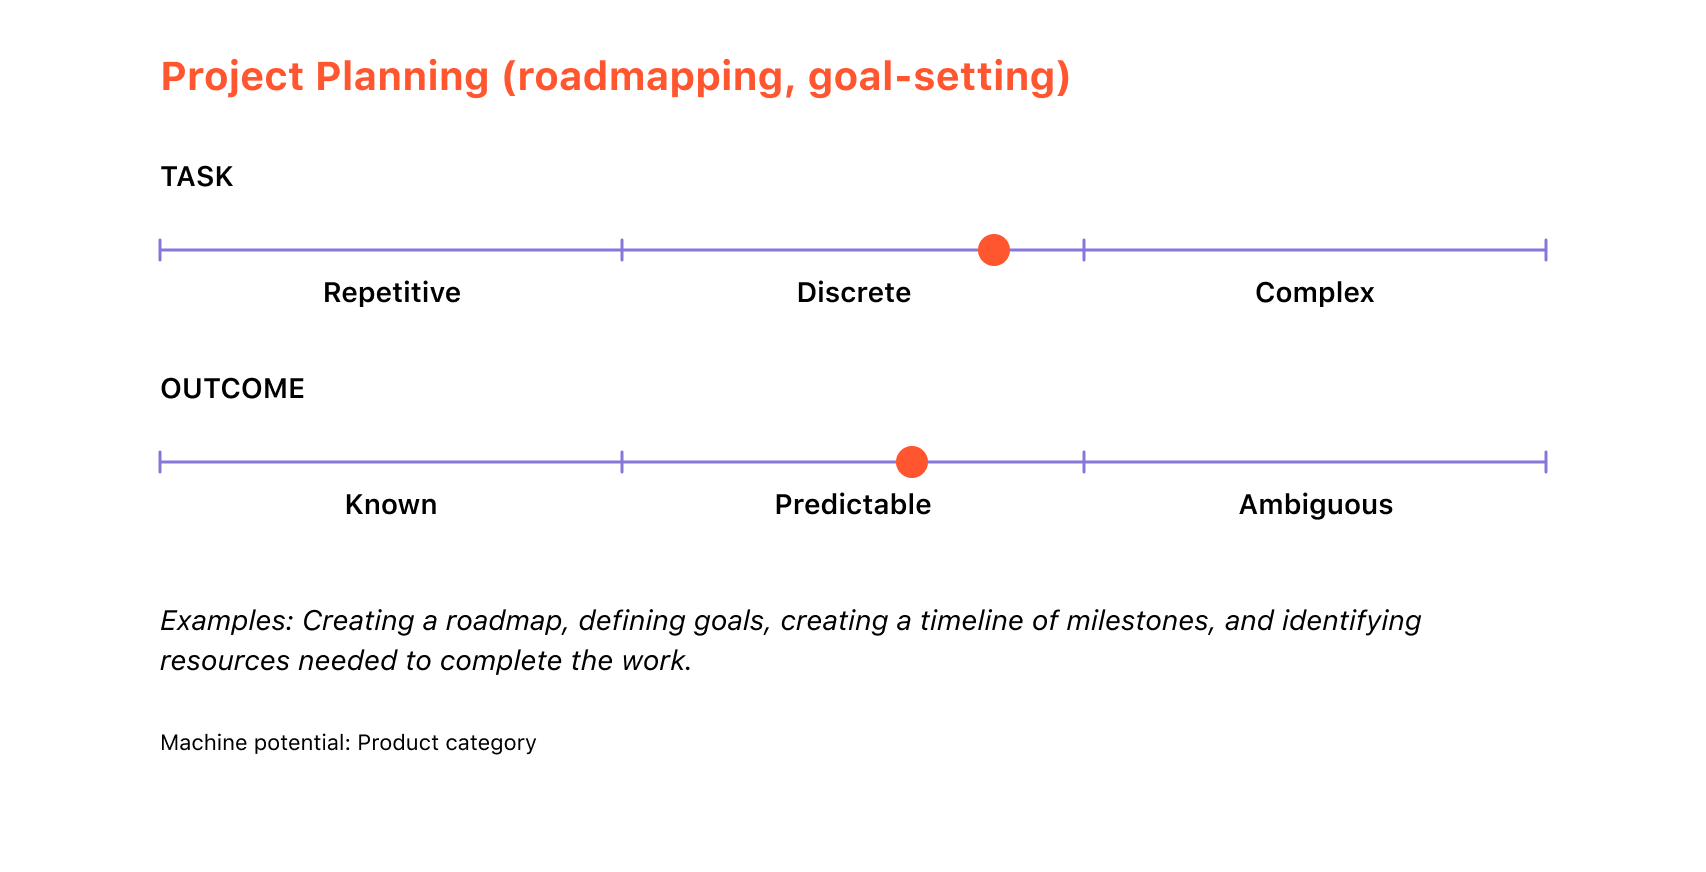 Project Planning (roadmapping, goal-setting)
TASK
Repetitive Discrete Complex
OUTCOME
Known Predictable Ambiguous
Examples: Creating a roadmap, defining goals, creating a timeline of milestones, and identifying
resources needed to complete the work.
Machine potential: Product category